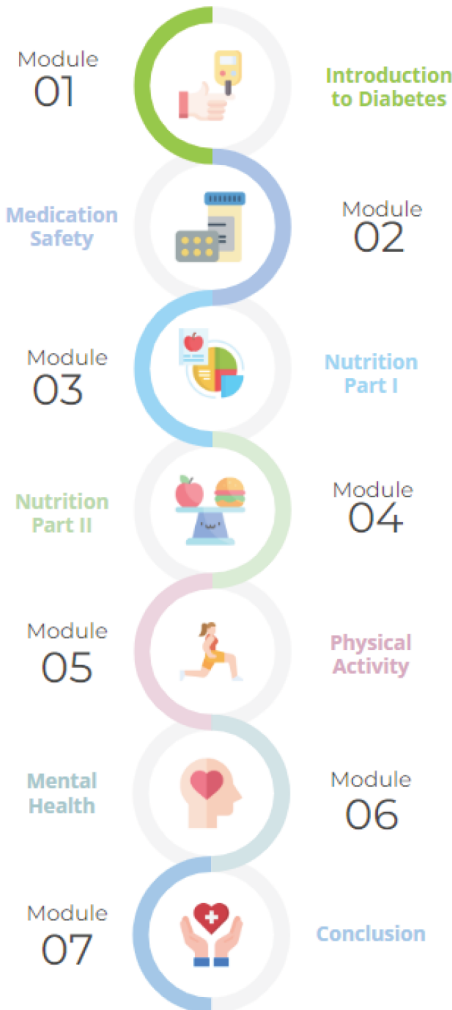 Module
01
Introduction
to Diabetes
Medication
Safety
Module
02
Module
03
Nutrition
Part I
Nutrition
Part II
Module
04
Module
05
Physical
Activity
Mental
Health
Module
06
Module
07
Conclusion